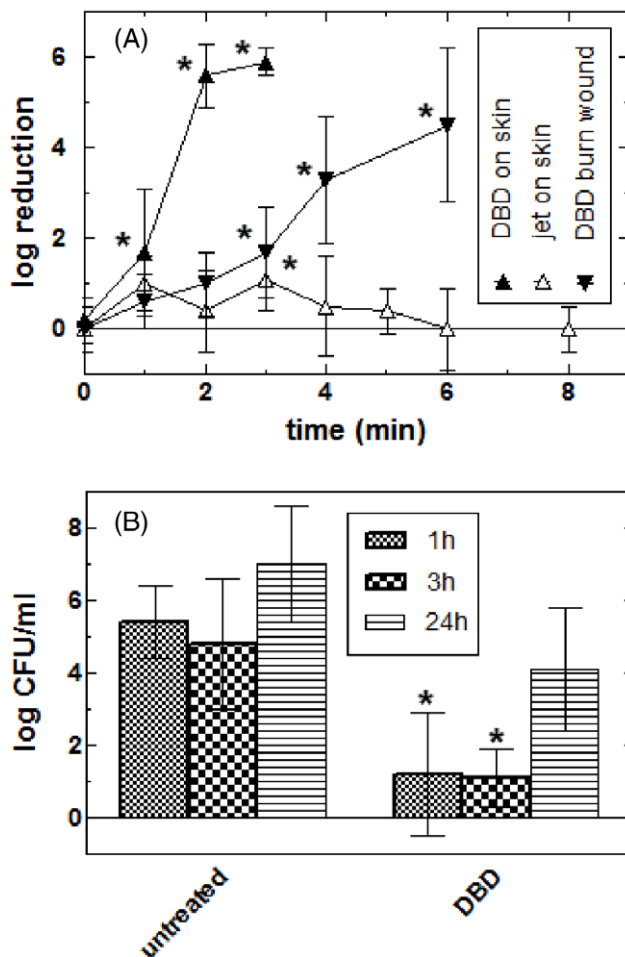 (A)
log reduction
6
4
2
0
0
2
4
6
8
time (min)
DBD on skin
jet on skin
DBD burn wound
*
*
*
*
*
*
*
(B)
log CFU/ml
8
6
4
2
0
1h
3h
24h
*
*
untreated
DBD